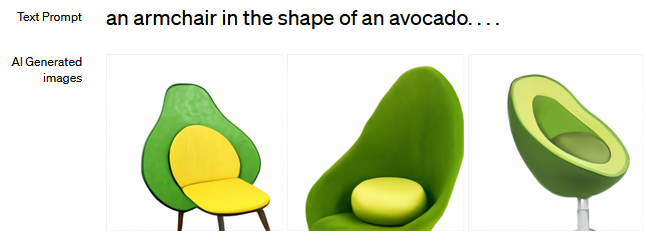 Text Prompt
an armchair in the shape of an avocado. . . .
AI Generated
images